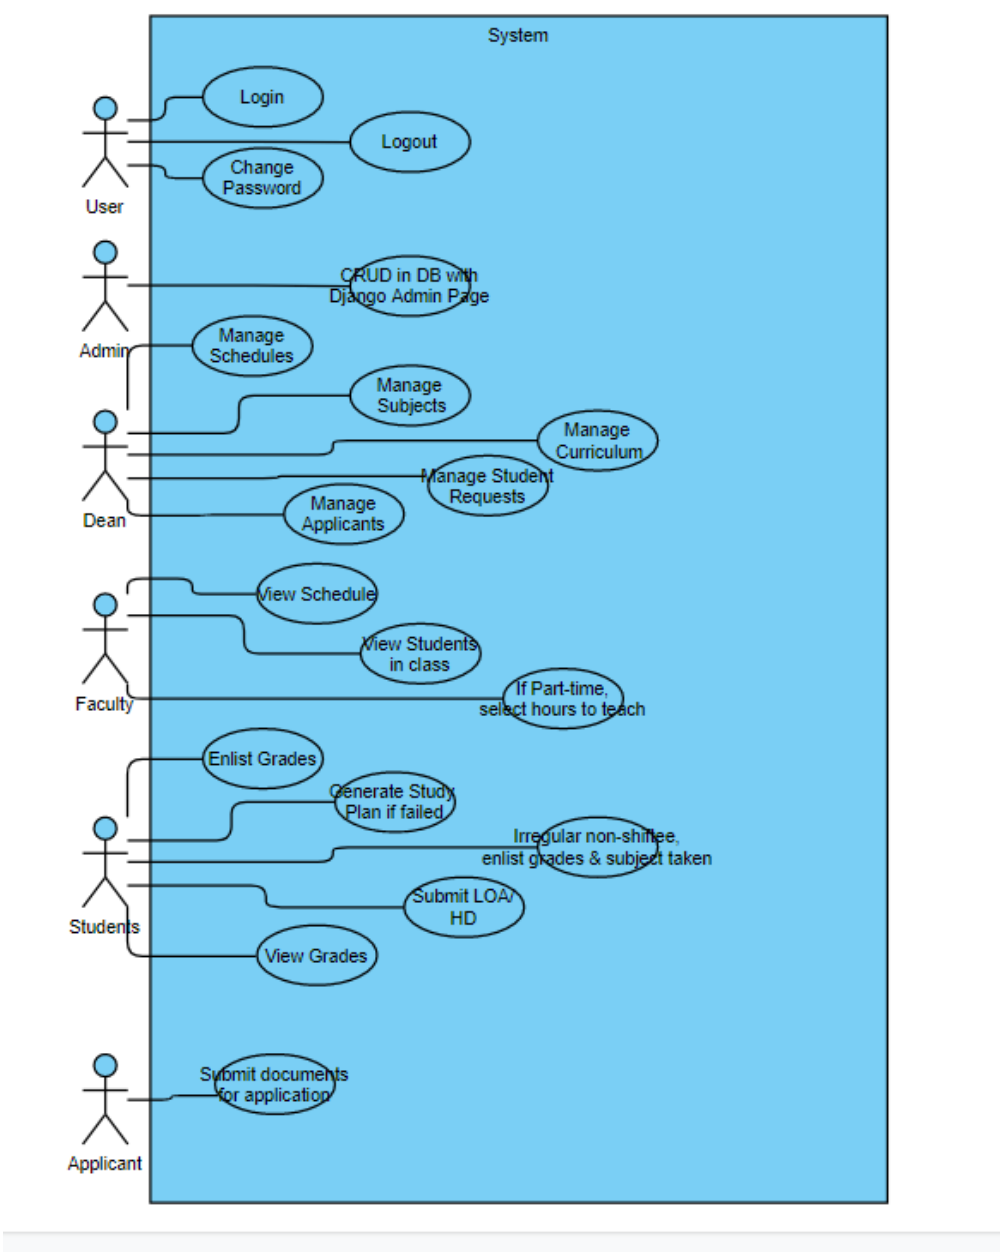 System
Login
Logout
Change
Password
User
CRUD in DB with
Django Admin Page
Manage
Schedules
Admin
Manage
Subjects
Manage
Curriculum
Manage Student
Requests
Manage
Applicants
Dean
View Schedule
View Students
in class
If Part-time,
select hours to teach
Faculty
Enlist Grades
Generate Study
Plan if failed
Irregular non-shiftee,
enlist grades & subject taken
Submit LOA/
HD
Students
View Grades
Submit documents
for application
Applicant